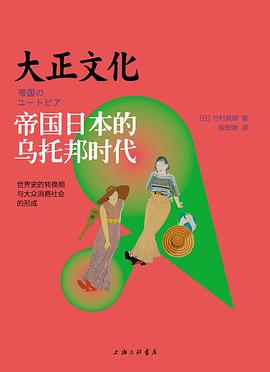 大正文化
帝国の
ユートピア
帝国日本的
乌托邦时代
[日] 竹村民郎 著
欧阳晓 译
世界史的转换期
与大众消费社会
的形成
上海三联书店